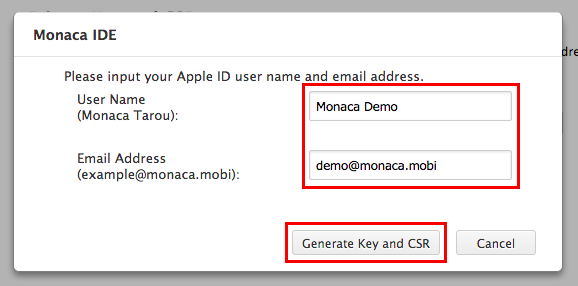 Monaca IDE
Please input your Apple ID user name and email address.
User Name
(Monaca Tarou):
Monaca Demo
Email Address
(example@monaca.mobi):
demo@monaca.mobi
Generate Key and CSR
Cancel